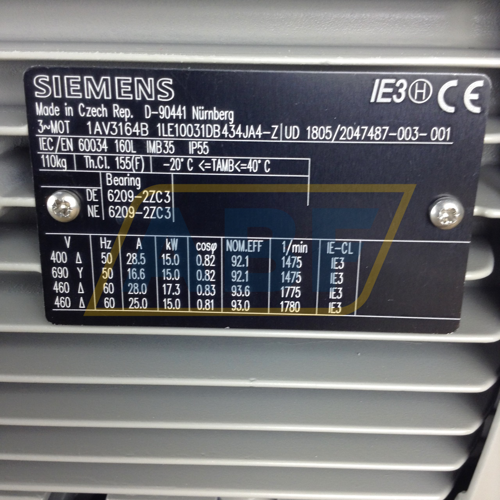 SIEMENS IE3 H CE
Made in Czech Rep. D-90441 Nürnberg
3~MOT 1AV3164B 1LE10031DB434JA4-Z UD 1805/2047487-003-001
IEC/EN 60034 160L IMB35 IP55
110kg Th.Cl. 155(F) -20°C <=TAMB<=40°C
Bearing
DE 6209-2ZC3
NE 6209-2ZC3
V Hz A kW cosφ NOM.EFF 1/min IE-CL
400 Δ 50 28.5 15.0 0.82 92.1 1475 IE3
690 Y 50 16.6 15.0 0.82 92.1 1475 IE3
460 Δ 60 28.0 17.3 0.83 93.6 1775 IE3
460 Δ 60 25.0 15.0 0.81 93.0 1780 IE3
ABF